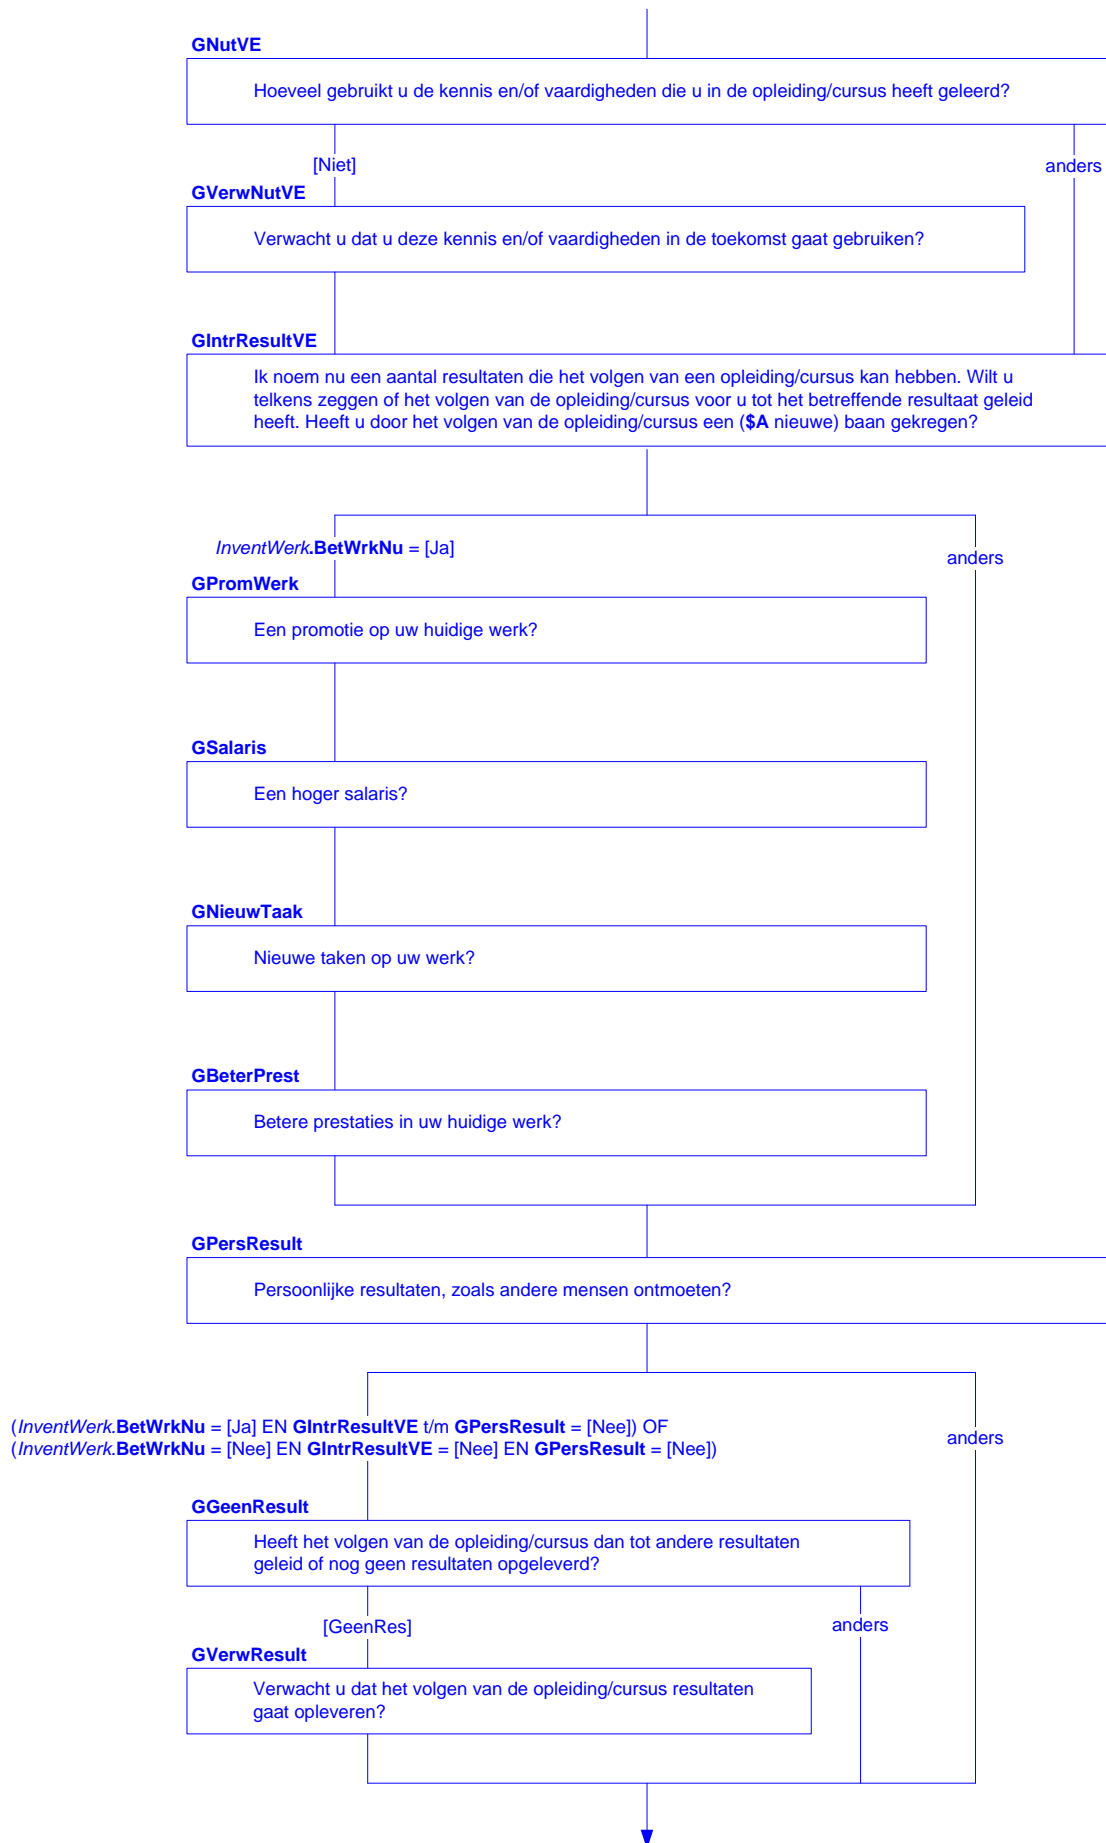 GNutVE
Hoeveel gebruikt u de kennis en/of vaardigheden die u in de opleiding/cursus heeft geleerd?
[Niet]
anders
GVerwNutVE
Verwacht u dat u deze kennis en/of vaardigheden in de toekomst gaat gebruiken?
GIntrResultVE
Ik noem nu een aantal resultaten die het volgen van een opleiding/cursus kan hebben. Wilt u
telkens zeggen of het volgen van de opleiding/cursus voor u tot het betreffende resultaat geleid
heeft. Heeft u door het volgen van de opleiding/cursus een ($A nieuwe) baan gekregen?
InventWerk.BetWrkNu = [Ja]
anders
GPromWerk
Een promotie op uw huidige werk?
GSalaris
Een hoger salaris?
GNieuwTaak
Nieuwe taken op uw werk?
GBeterPrest
Betere prestaties in uw huidige werk?
GPersResult
Persoonlijke resultaten, zoals andere mensen ontmoeten?
(InventWerk.BetWrkNu = [Ja] EN GIntrResultVE t/m GPersResult = [Nee]) OF
(InventWerk.BetWrkNu = [Nee] EN GIntrResultVE = [Nee] EN GPersResult = [Nee])
anders
GGeenResult
Heeft het volgen van de opleiding/cursus dan tot andere resultaten
geleid of nog geen resultaten opgeleverd?
[GeenRes]
anders
GVerwResult
Verwacht u dat het volgen van de opleiding/cursus resultaten
gaat opleveren?